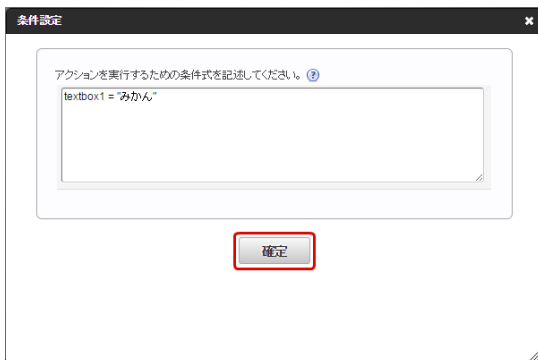 条件設定
アクションを実行するための条件式を記述してください。
textbox1 = "みかん"
確定